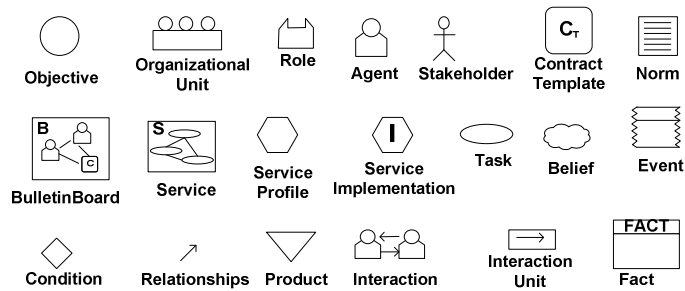 Objective
Organizational
Unit
Role
Agent
Stakeholder
C T
Contract
Template
Norm
B
C
BulletinBoard
S
Service
Service
Profile
I
Service
Implementation
Task
Belief
Event
Condition
Relationships
Product
Interaction
Interaction
Unit
FACT
Fact